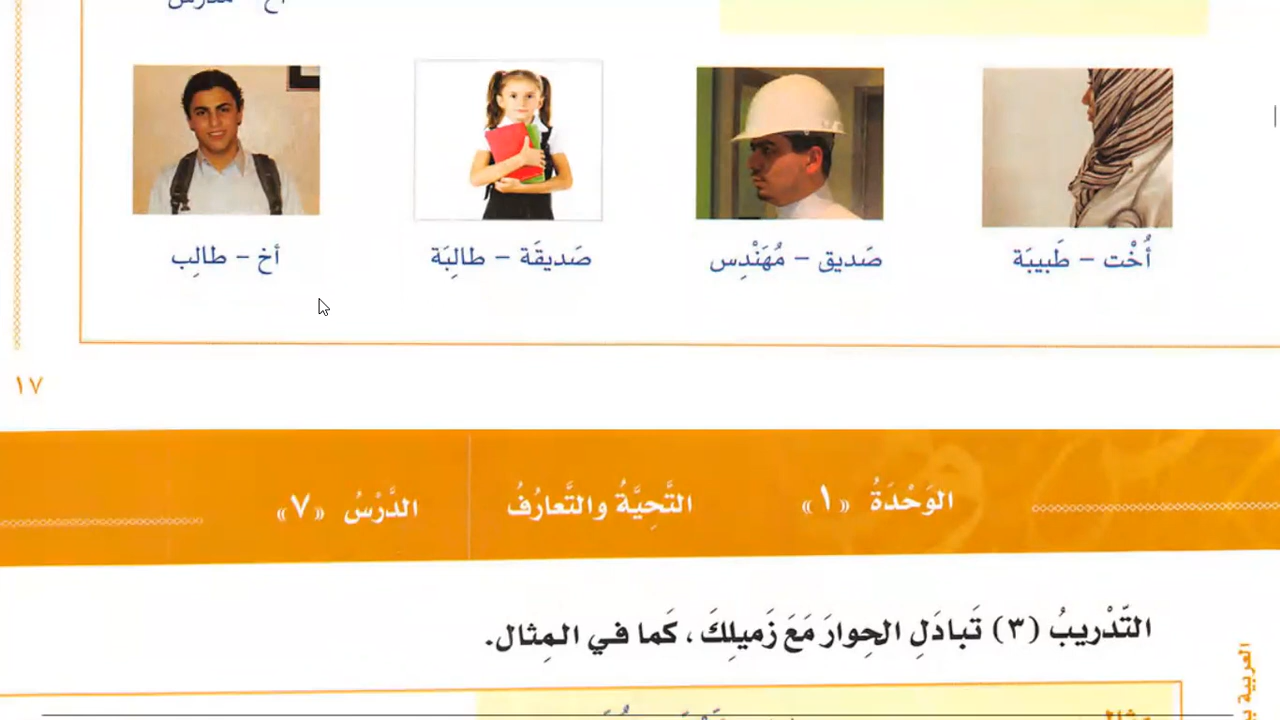 أُخْت – طَبيبَة
صَديق – مُهَنْدِس
صَديقَة – طالِبَة
أخ – طالِب
١٧
الوَحْدَةُ «١»
التَّحِيَّةُ والتَّعارُفُ
الدَّرْسُ «٧»
التّدْريبُ (٣) تَبادَلِ الحِوارَ مَعَ زَميلِكَ، كَما في المِثال.